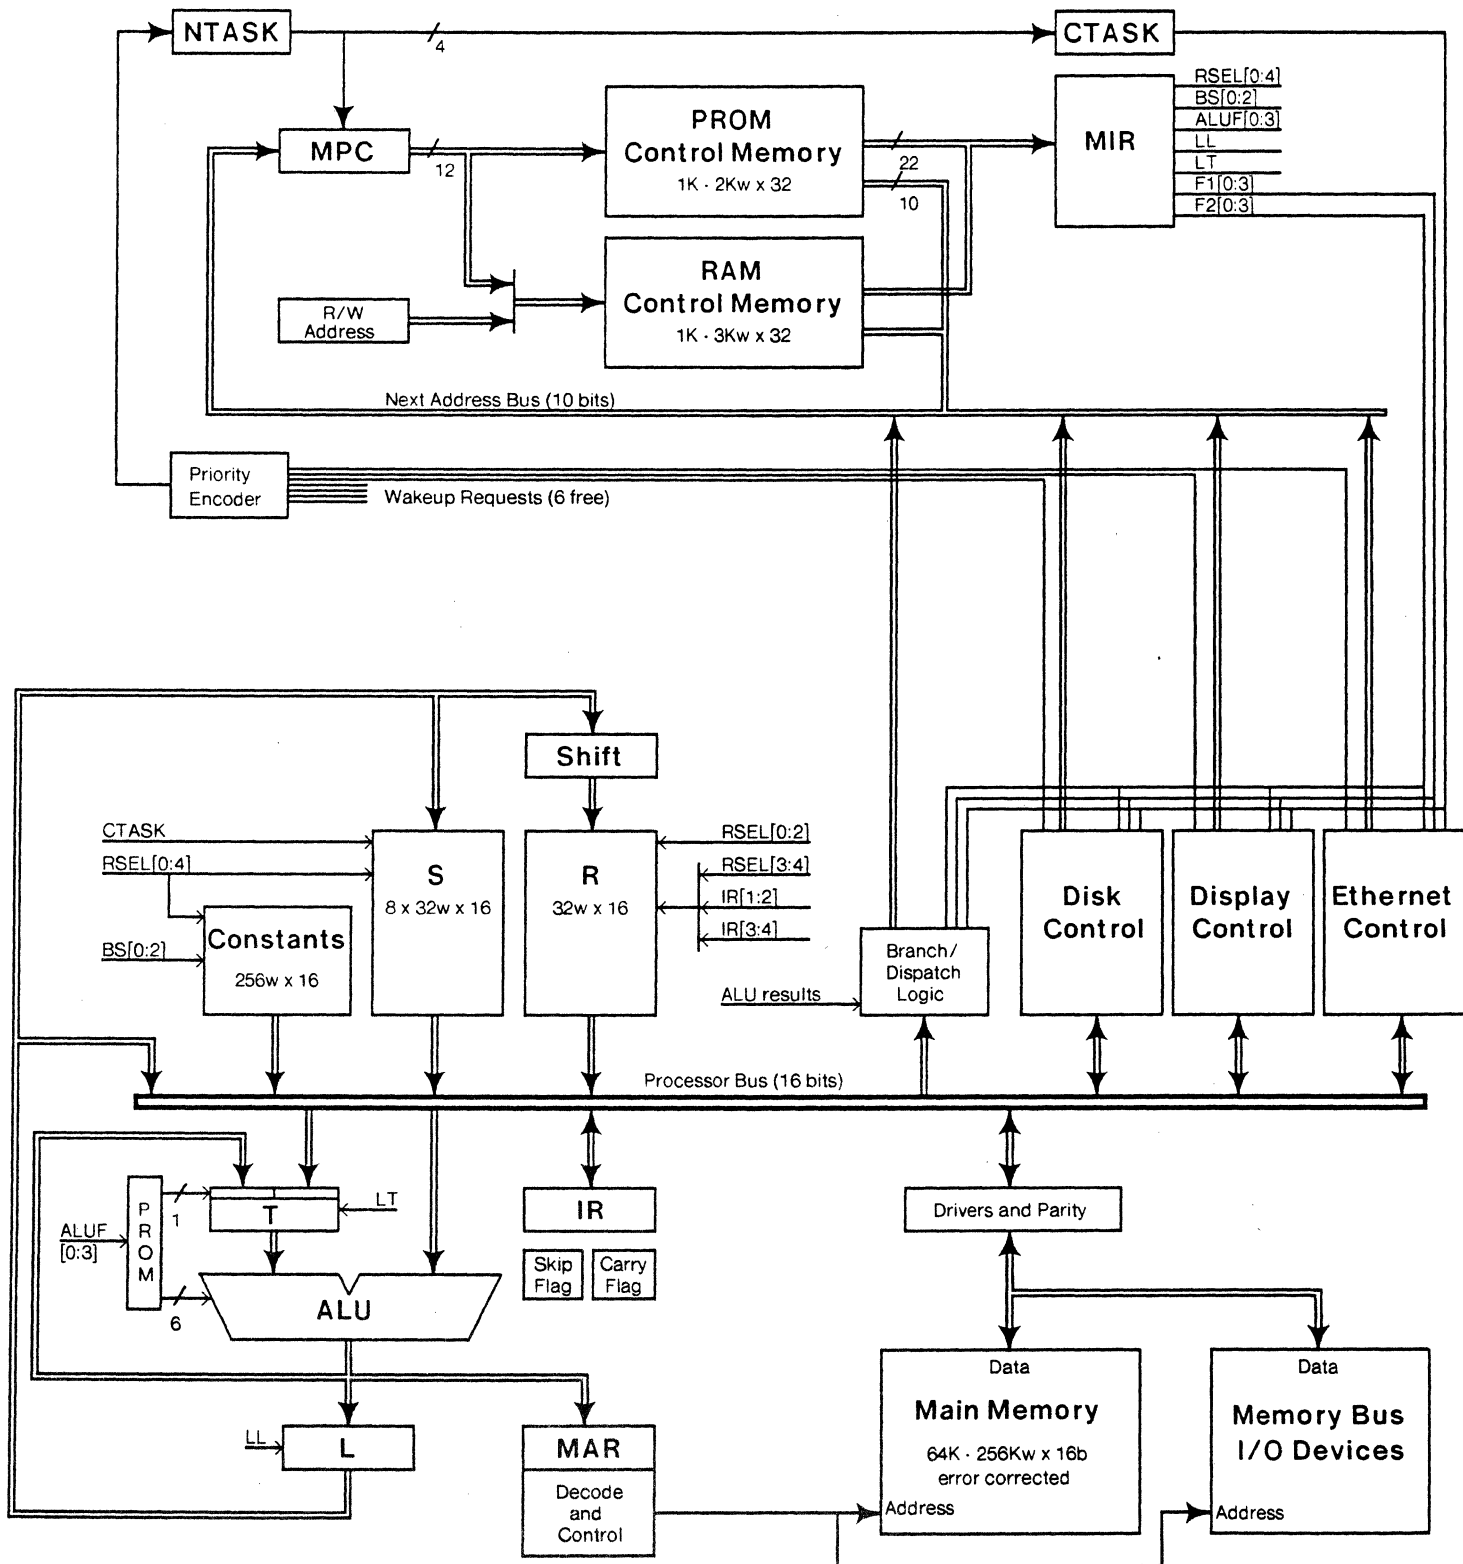 NTASK
4
CTASK
MPC
12
PROM
Control Memory
1K - 2Kw x 32
22
10
MIR
RSEL[0:4]
BS[0:2]
ALUF[0:3]
LL
LT
F1[0:3]
F2[0:3]
RAM
Control Memory
1K - 3Kw x 32
R/W
Address
Next Address Bus (10 bits)
Priority
Encoder
Wakeup Requests (6 free)
Shift
CTASK
RSEL[0:4]
BS[0:2]
Constants
256w x 16
S
8 x 32w x 16
R
32w x 16
RSEL[0:2]
RSEL[3:4]
IR[1:2]
IR[3:4]
ALU results
Branch/
Dispatch
Logic
Disk
Control
Display
Control
Ethernet
Control
Processor Bus (16 bits)
ALUF
[0:3]
PROM
1
6
T
LT
ALU
IR
Skip
Flag
Carry
Flag
Drivers and Parity
LL
L
MAR
Decode
and
Control
Data
Main Memory
64K - 256Kw x 16b
error corrected
Address
Data
Memory Bus
I/O Devices
Address